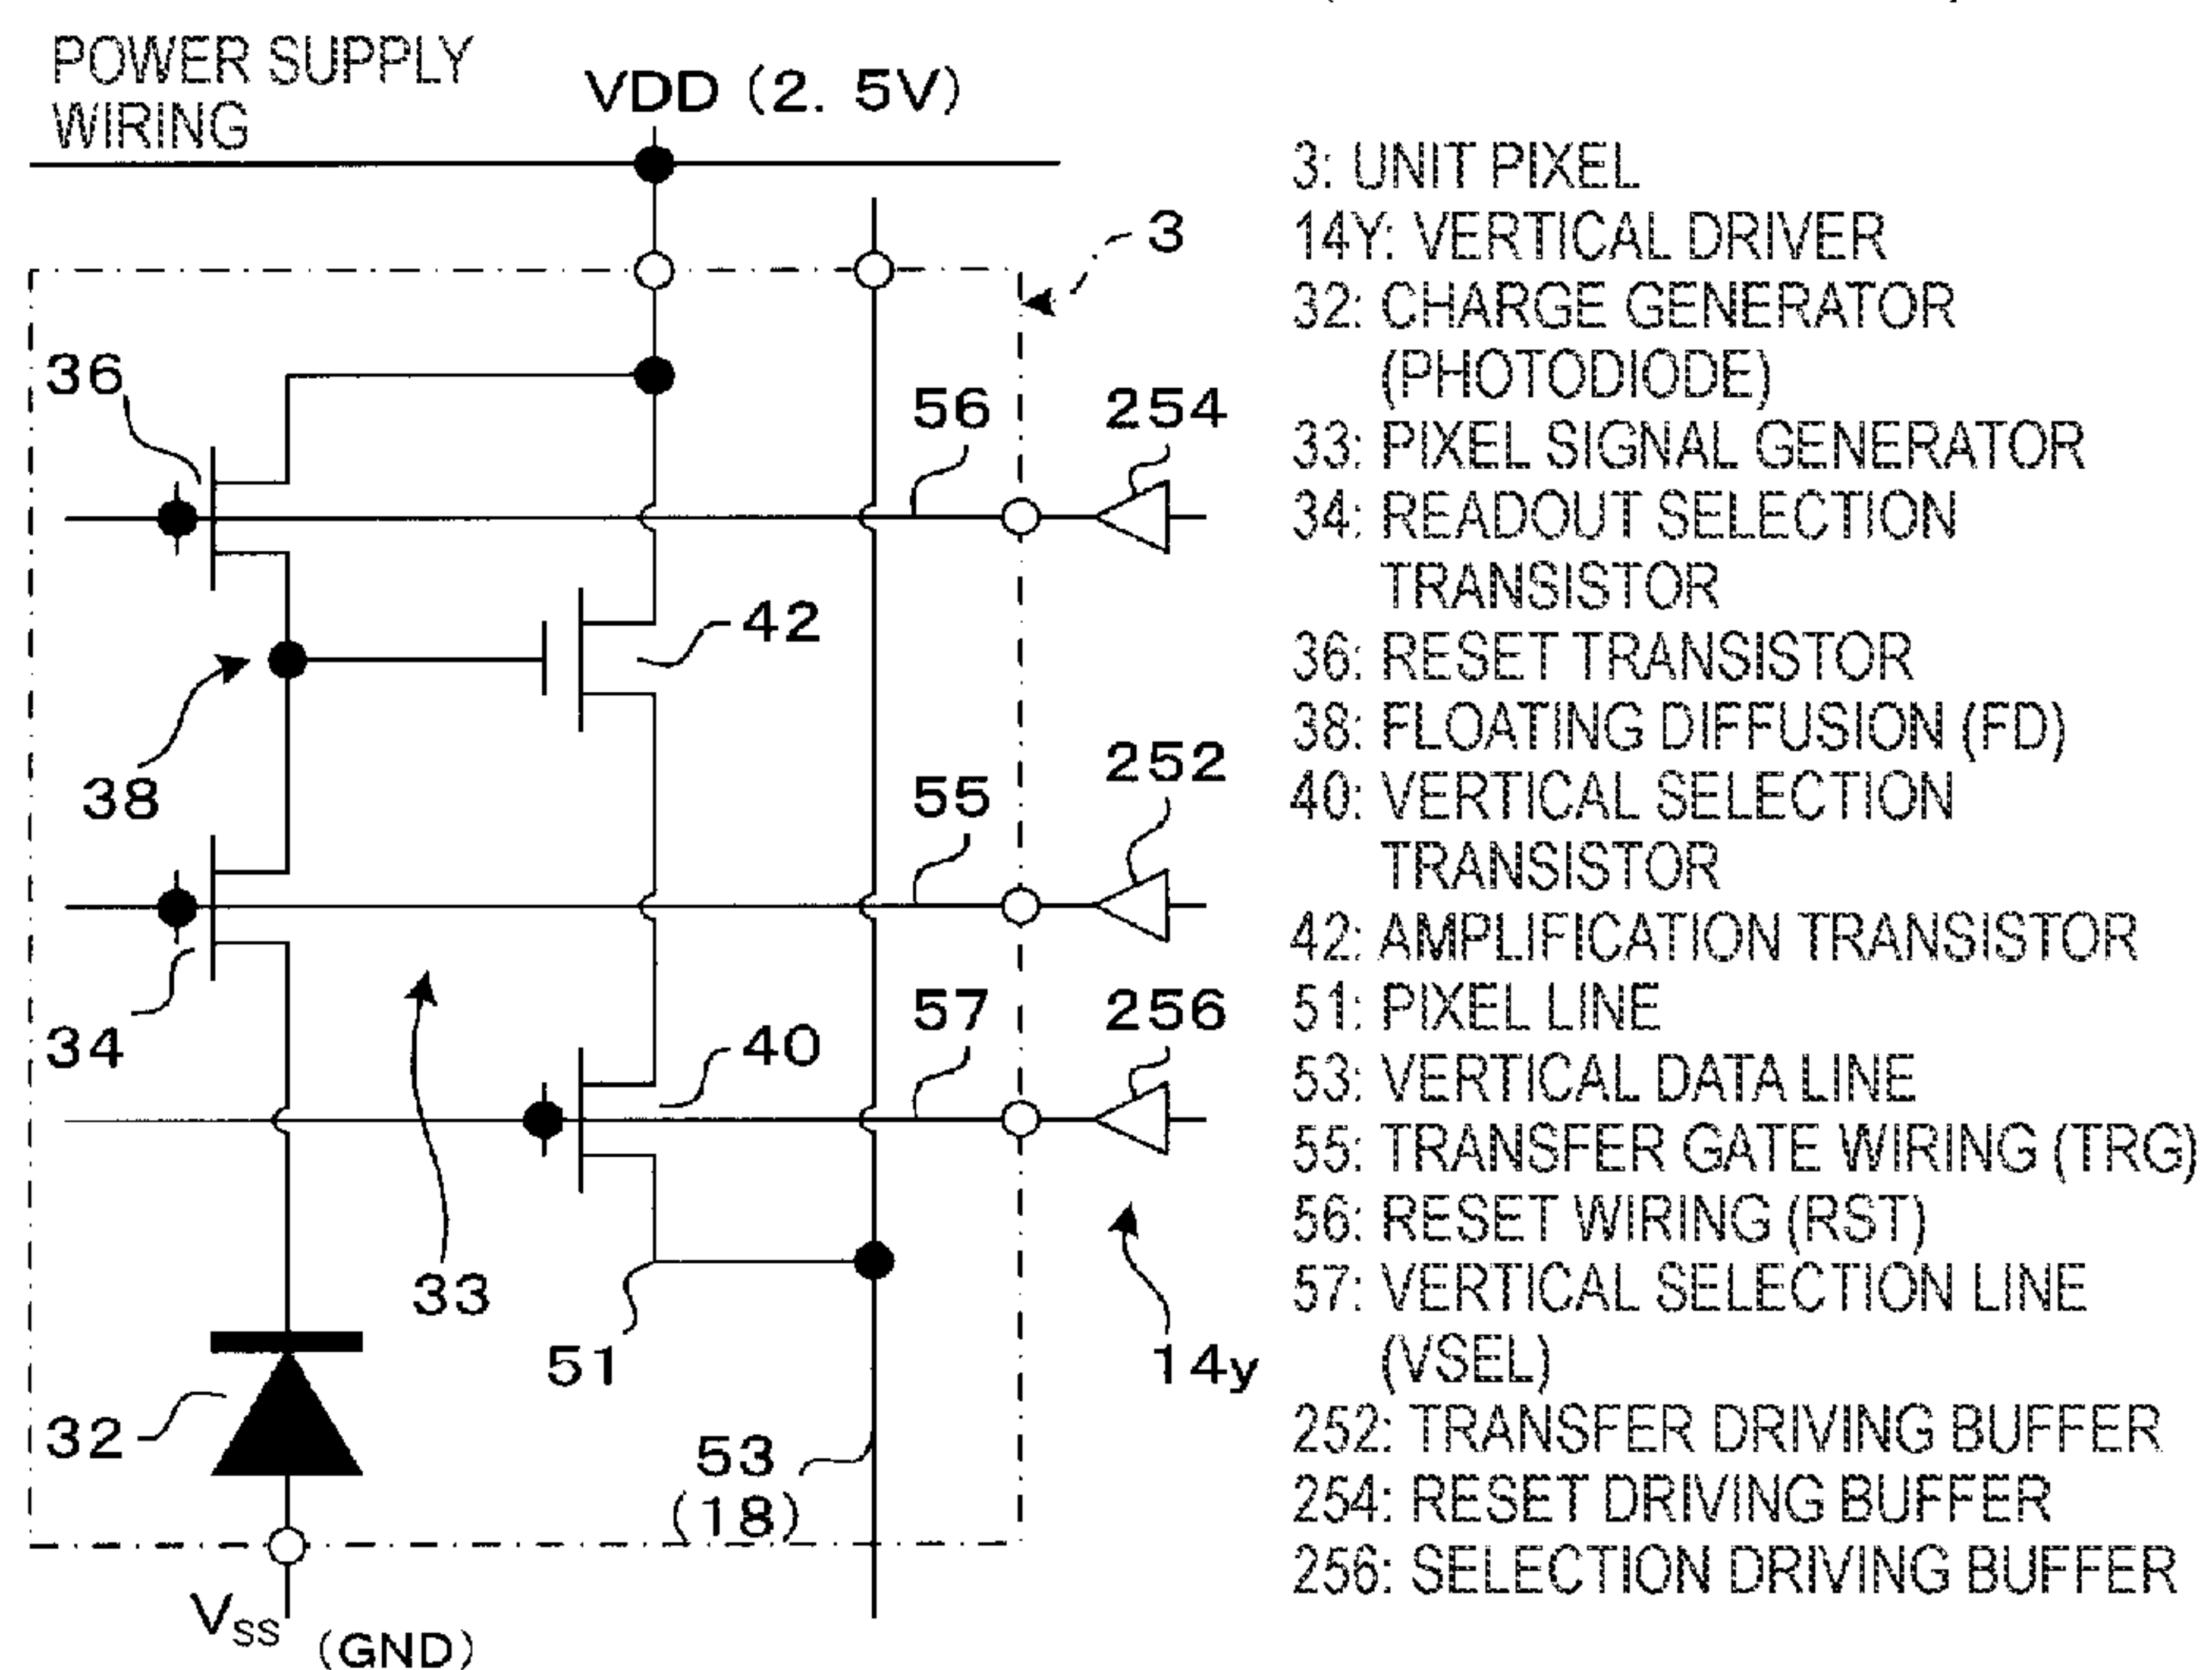 POWER SUPPLY
WIRING
VDD (2. 5V)
3
36
56
254
42
38
55
252
34
40
57
256
33
51
14y
32
53
(18)
VSS
(GND)
3: UNIT PIXEL
14Y: VERTICAL DRIVER
32: CHARGE GENERATOR
(PHOTODIODE)
33: PIXEL SIGNAL GENERATOR
34: READOUT SELECTION
TRANSISTOR
36: RESET TRANSISTOR
38: FLOATING DIFFUSION (FD)
40: VERTICAL SELECTION
TRANSISTOR
42: AMPLIFICATION TRANSISTOR
51: PIXEL LINE
53: VERTICAL DATA LINE
55: TRANSFER GATE WIRING (TRG)
56: RESET WIRING (RST)
57: VERTICAL SELECTION LINE
(VSEL)
252: TRANSFER DRIVING BUFFER
254: RESET DRIVING BUFFER
256: SELECTION DRIVING BUFFER